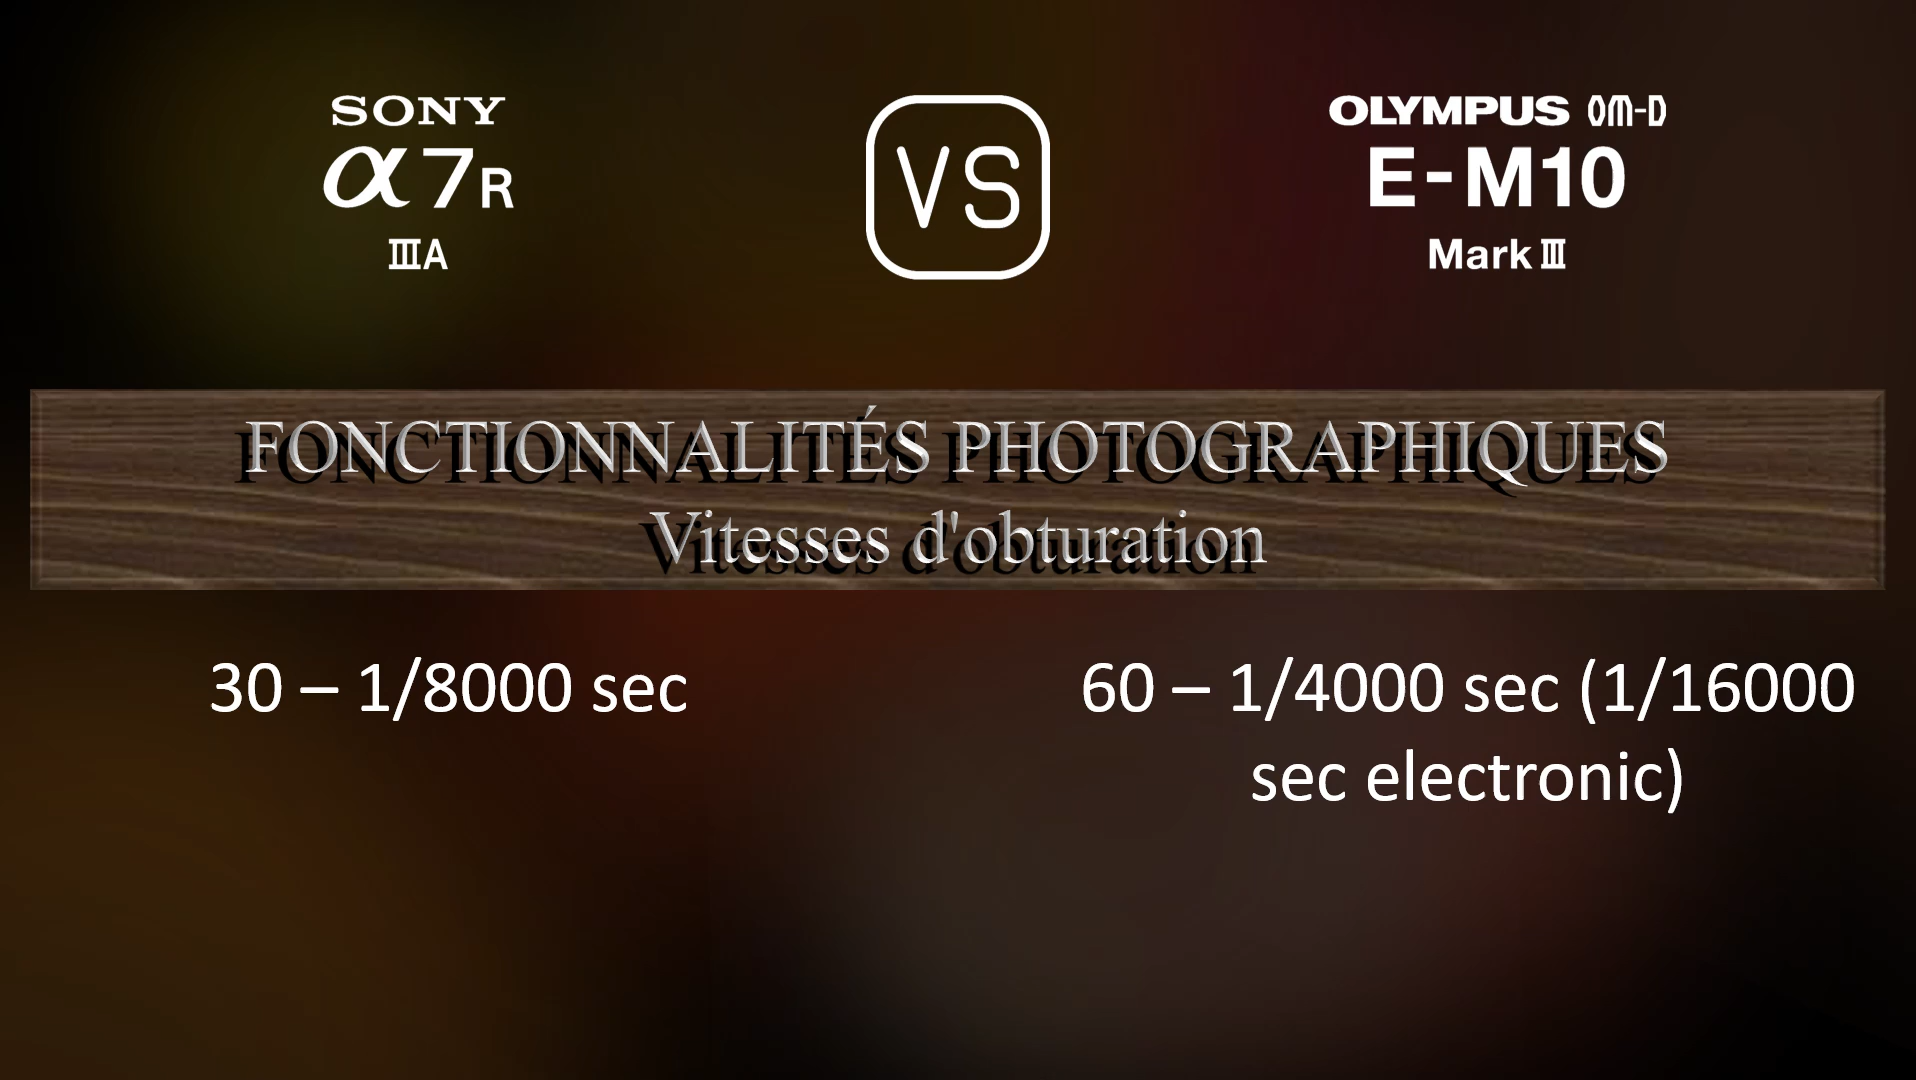 SONY
α7R
ⅢA
VS
OLYMPUS OM-D
E-M10
Mark Ⅲ
FONCTIONNALITÉS PHOTOGRAPHIQUES
Vitesses d'obturation
30 – 1/8000 sec
60 – 1/4000 sec (1/16000
sec electronic)